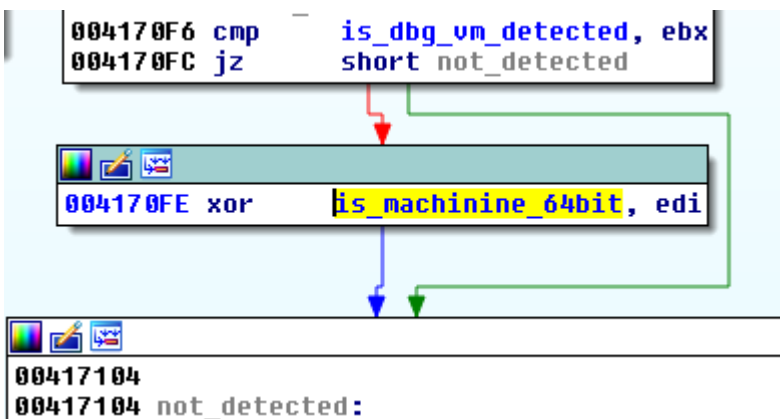 004170F6 cmp is_dbg_vm_detected, ebx
004170FC jz short not_detected
004170FE xor is_machinine_64bit, edi
00417104
00417104 not_detected: